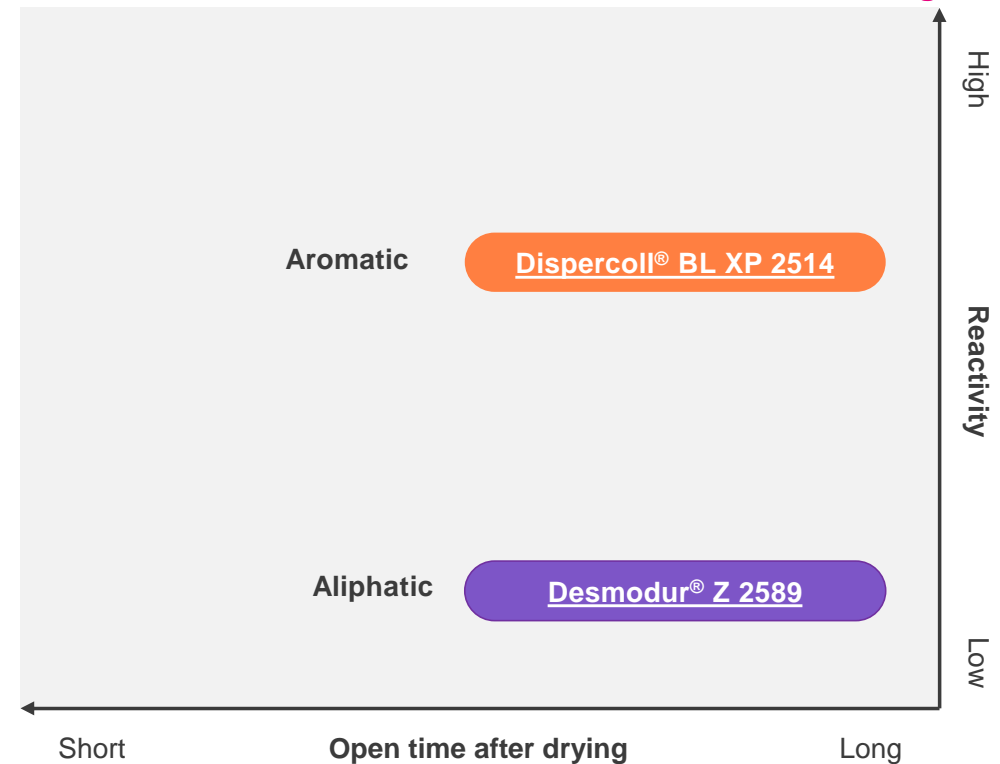 High
Aromatic
Dispercoll® BL XP 2514
Reactivity
Aliphatic
Desmodur® Z 2589
Low
Short
Open time after drying
Long